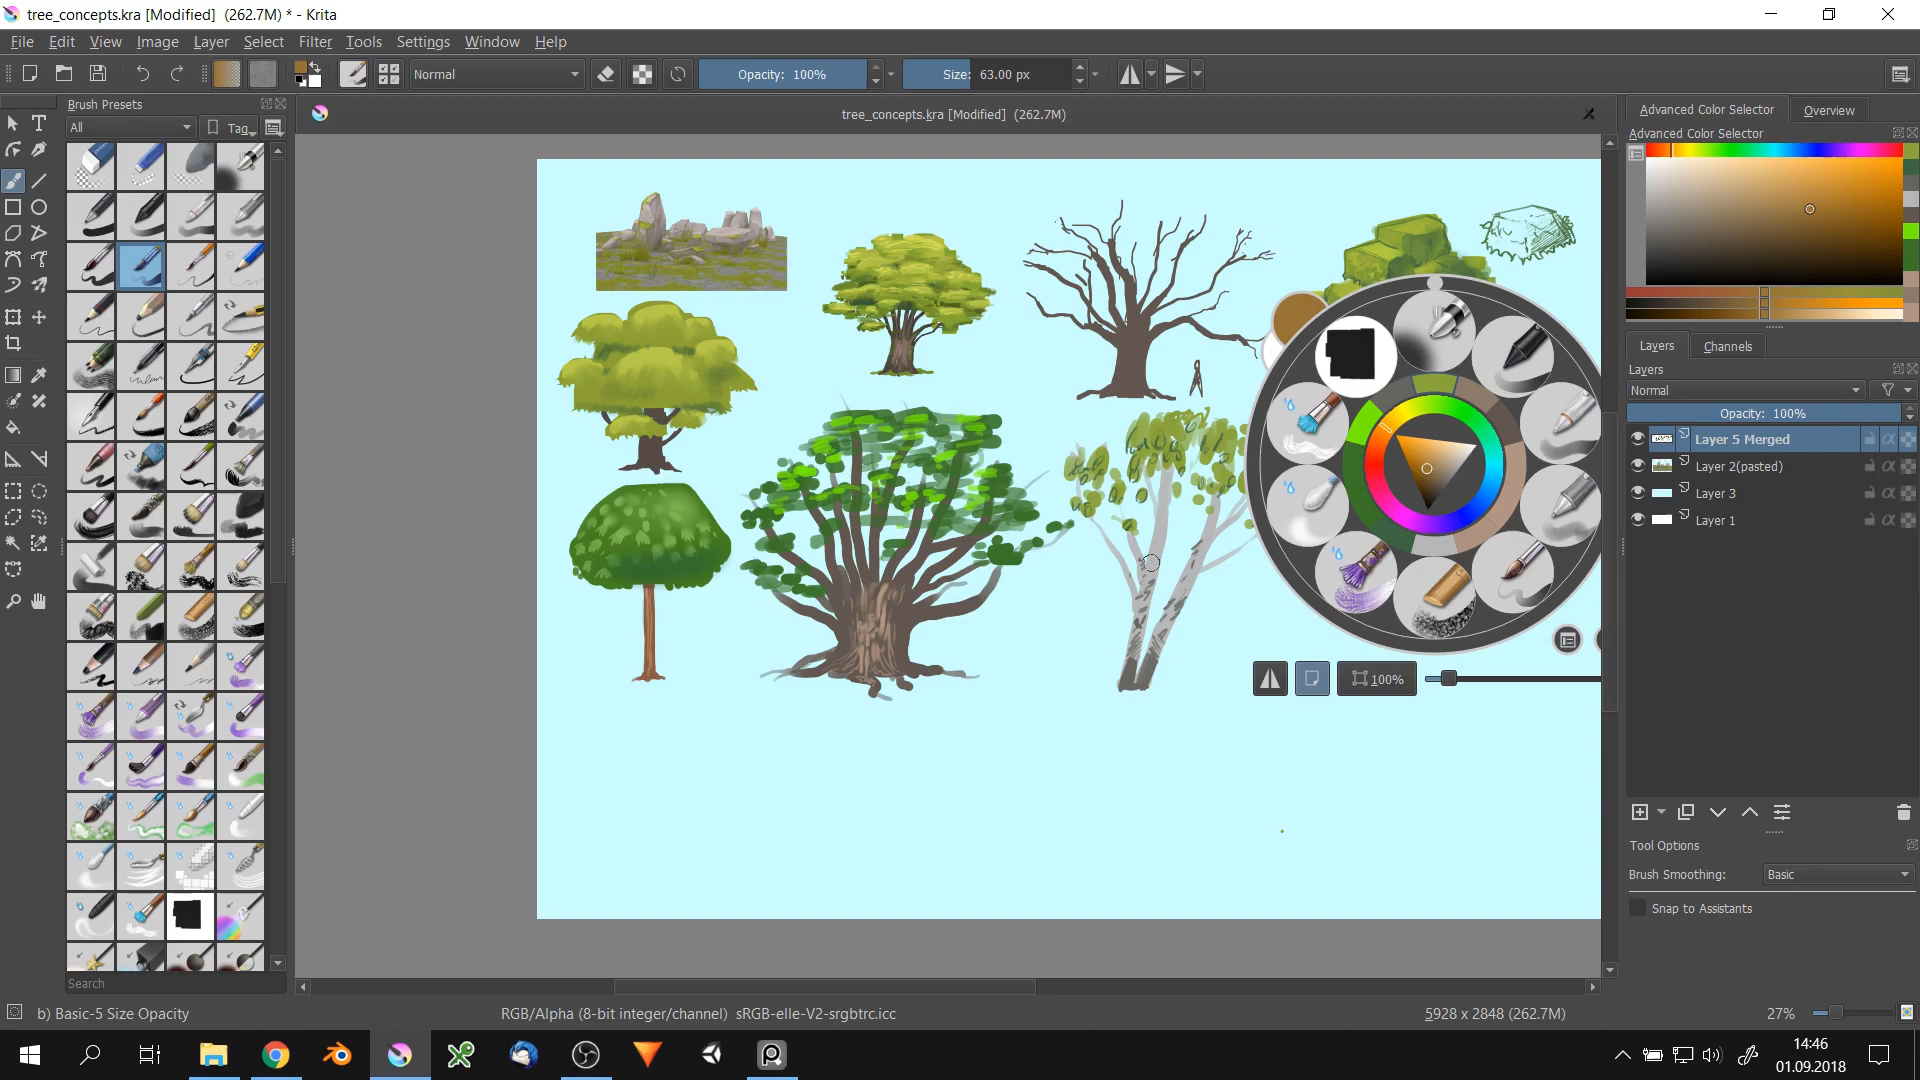 tree_concepts.kra [Modified]  (262.7M) * - Krita
File Edit View Image Layer Select Filter Tools Settings Window Help
Normal Opacity: 100% Size: 63.00 px
Brush Presets
All Tag
tree_concepts.kra [Modified]  (262.7M)
Advanced Color Selector Overview
Advanced Color Selector
Layers Channels
Layers
Normal
Opacity: 100%
Layer 5 Merged
Layer 2(pasted)
Layer 3
Layer 1
100%
Tool Options
Brush Smoothing: Basic
Snap to Assistants
Search
b) Basic-5 Size Opacity RGB/Alpha (8-bit integer/channel)  sRGB-elle-V2-srgbtrc.icc 5928 x 2848 (262.7M) 27%
14:46
01.09.2018